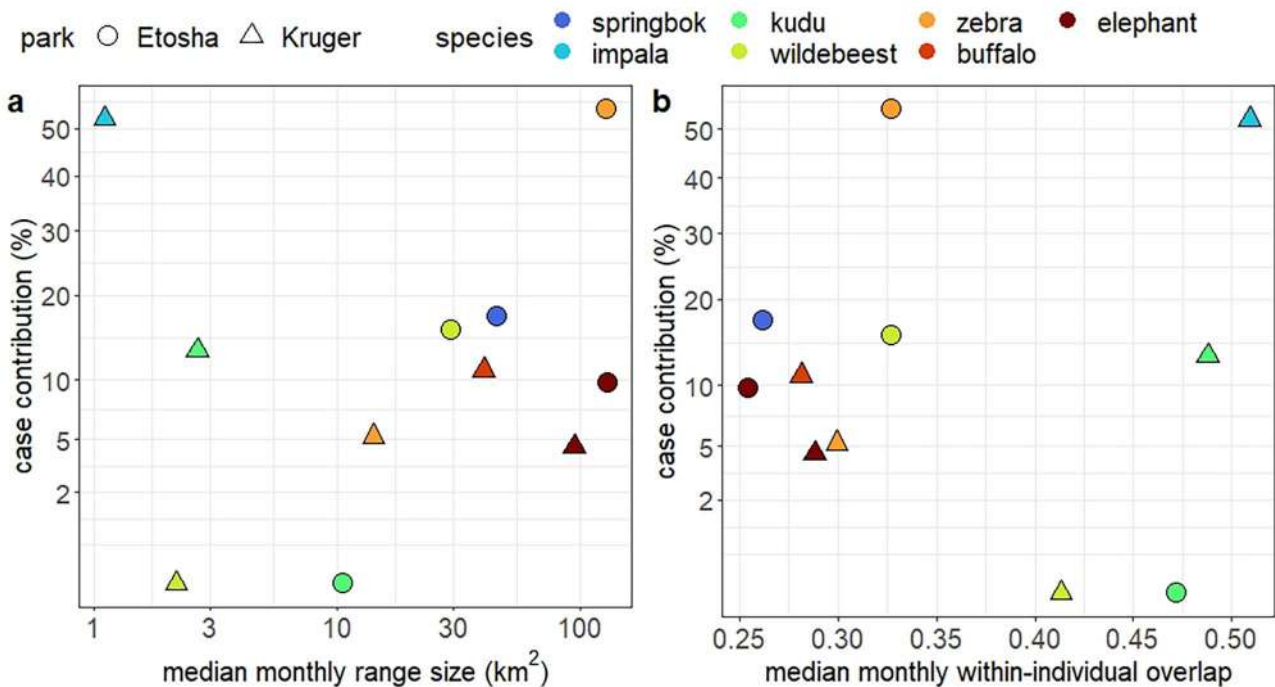 park Etosha Kruger species springbok kudu zebra elephant
impala wildebeest buffalo
a
case contribution (%)
50
40
30
20
10
5
2
1 3 10 30 100
median monthly range size (km²)
b
case contribution (%)
50
40
30
20
10
5
2
0.25 0.30 0.35 0.40 0.45 0.50
median monthly within-individual overlap